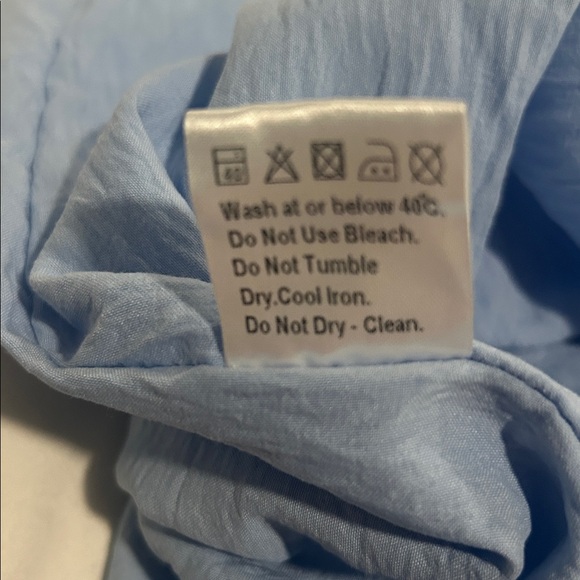 40
Wash at or below 40°C.
Do Not Use Bleach.
Do Not Tumble
Dry.Cool Iron.
Do Not Dry - Clean.